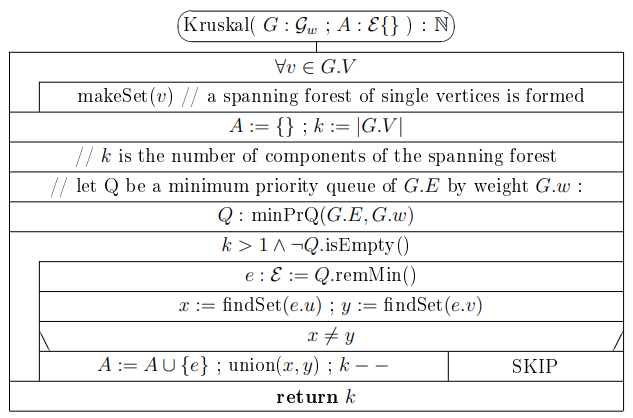 Kruskal( G : 𝒢w ; A : ℰ{} ) : ℕ
∀v ∈ G.V
makeSet(v) // a spanning forest of single vertices is formed
A := {} ; k := |G.V|
// k is the number of components of the spanning forest
// let Q be a minimum priority queue of G.E by weight G.w :
Q : minPrQ(G.E, G.w)
k > 1 ∧ ¬Q.isEmpty()
e : ℰ := Q.remMin()
x := findSet(e.u) ; y := findSet(e.v)
x ≠ y
A := A ∪ {e} ; union(x, y) ; k − − SKIP
return k